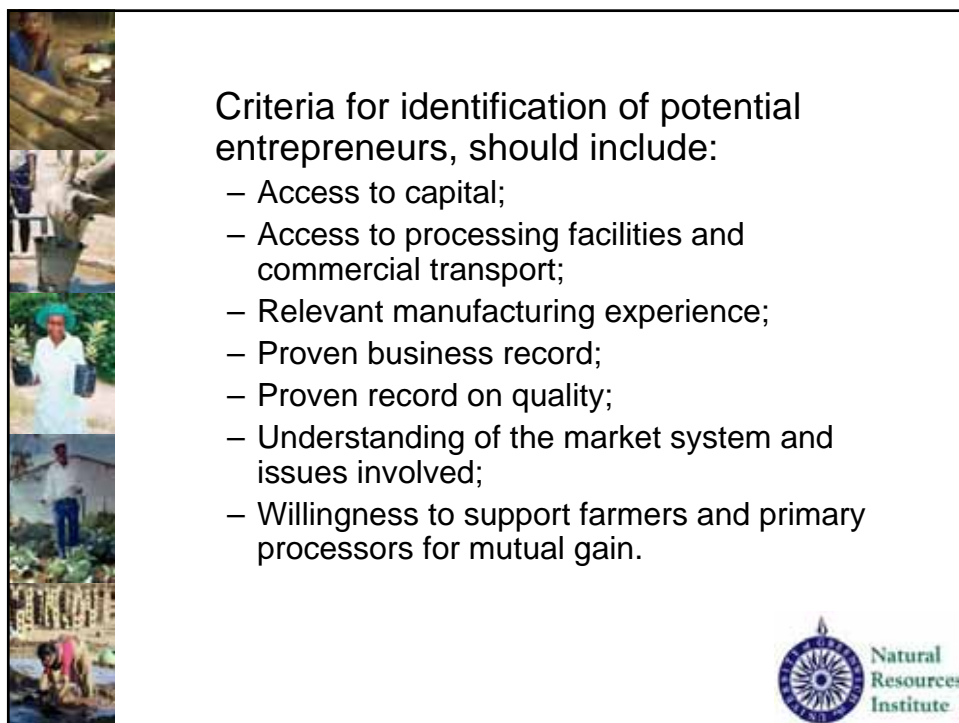 Criteria for identification of potential
entrepreneurs, should include:
– Access to capital;
– Access to processing facilities and
commercial transport;
– Relevant manufacturing experience;
– Proven business record;
– Proven record on quality;
– Understanding of the market system and
issues involved;
– Willingness to support farmers and primary
processors for mutual gain.
Natural
Resources
Institute